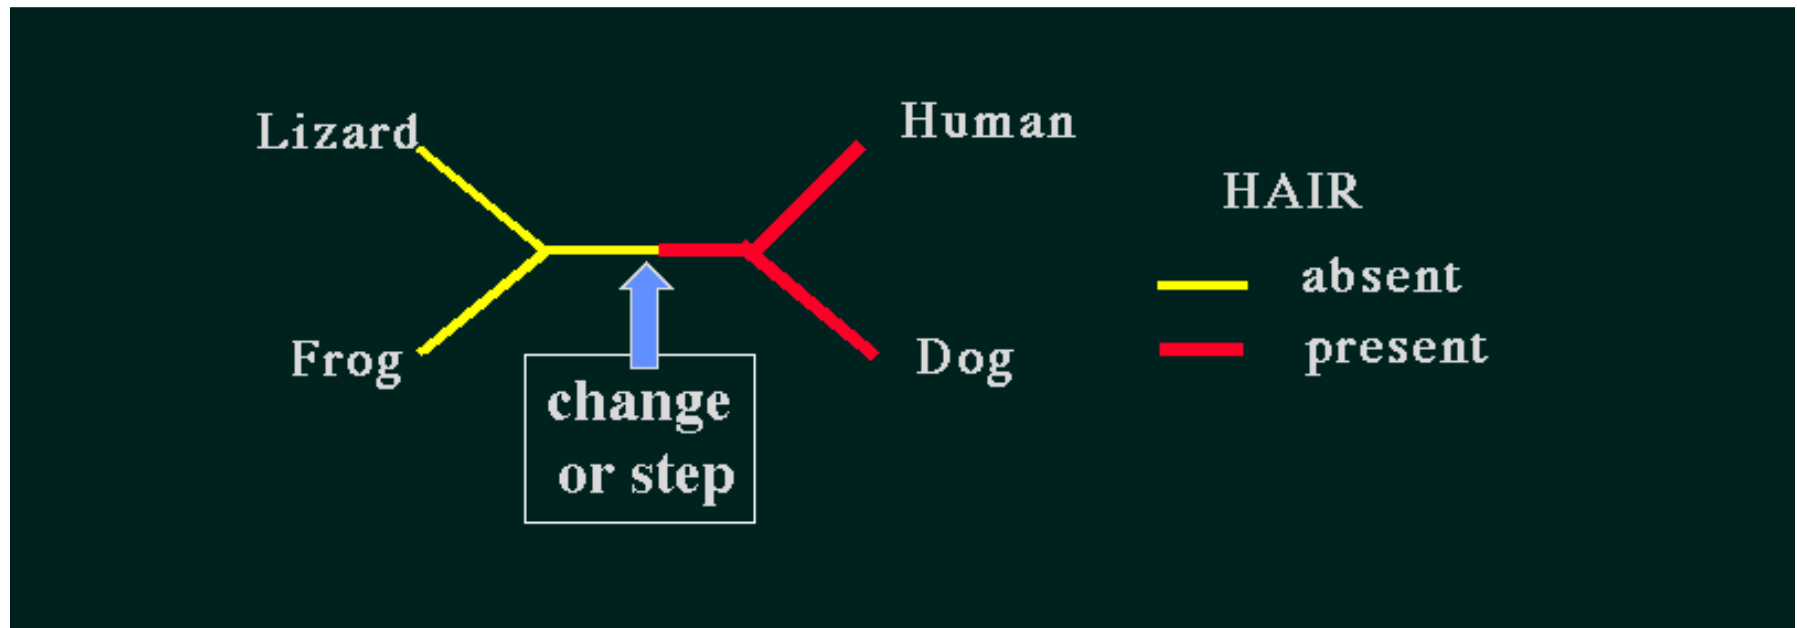 Lizard
Human
HAIR
absent
present
Frog
Dog
change
or step